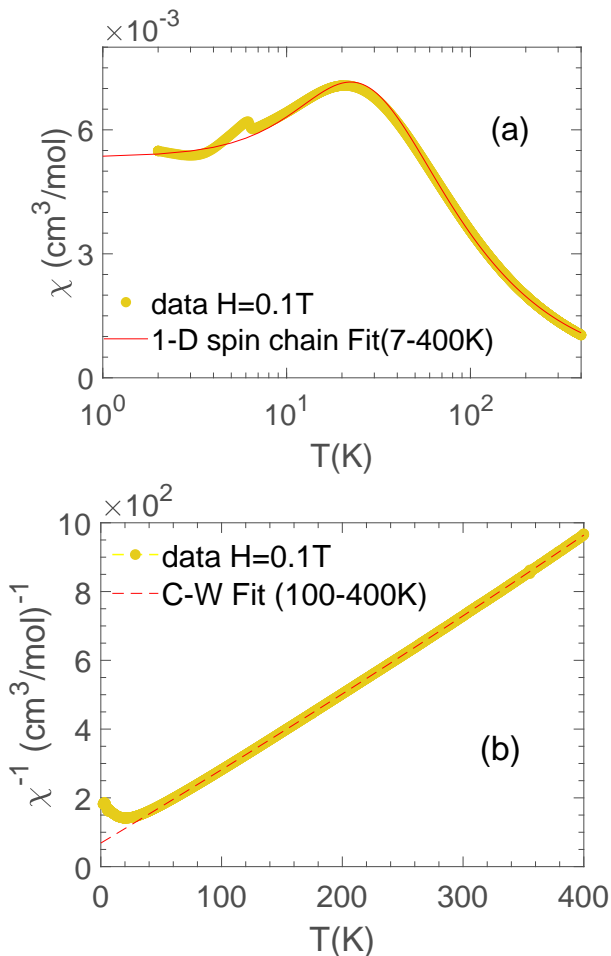 ×10⁻³
6
3
0
χ (cm³/mol)
(a)
data H=0.1T
1-D spin chain Fit(7-400K)
10⁰ 10¹ 10²
T(K)
×10²
10
8
6
4
2
0
χ⁻¹ (cm³/mol)⁻¹
data H=0.1T
C-W Fit (100-400K)
(b)
0 100 200 300 400
T(K)